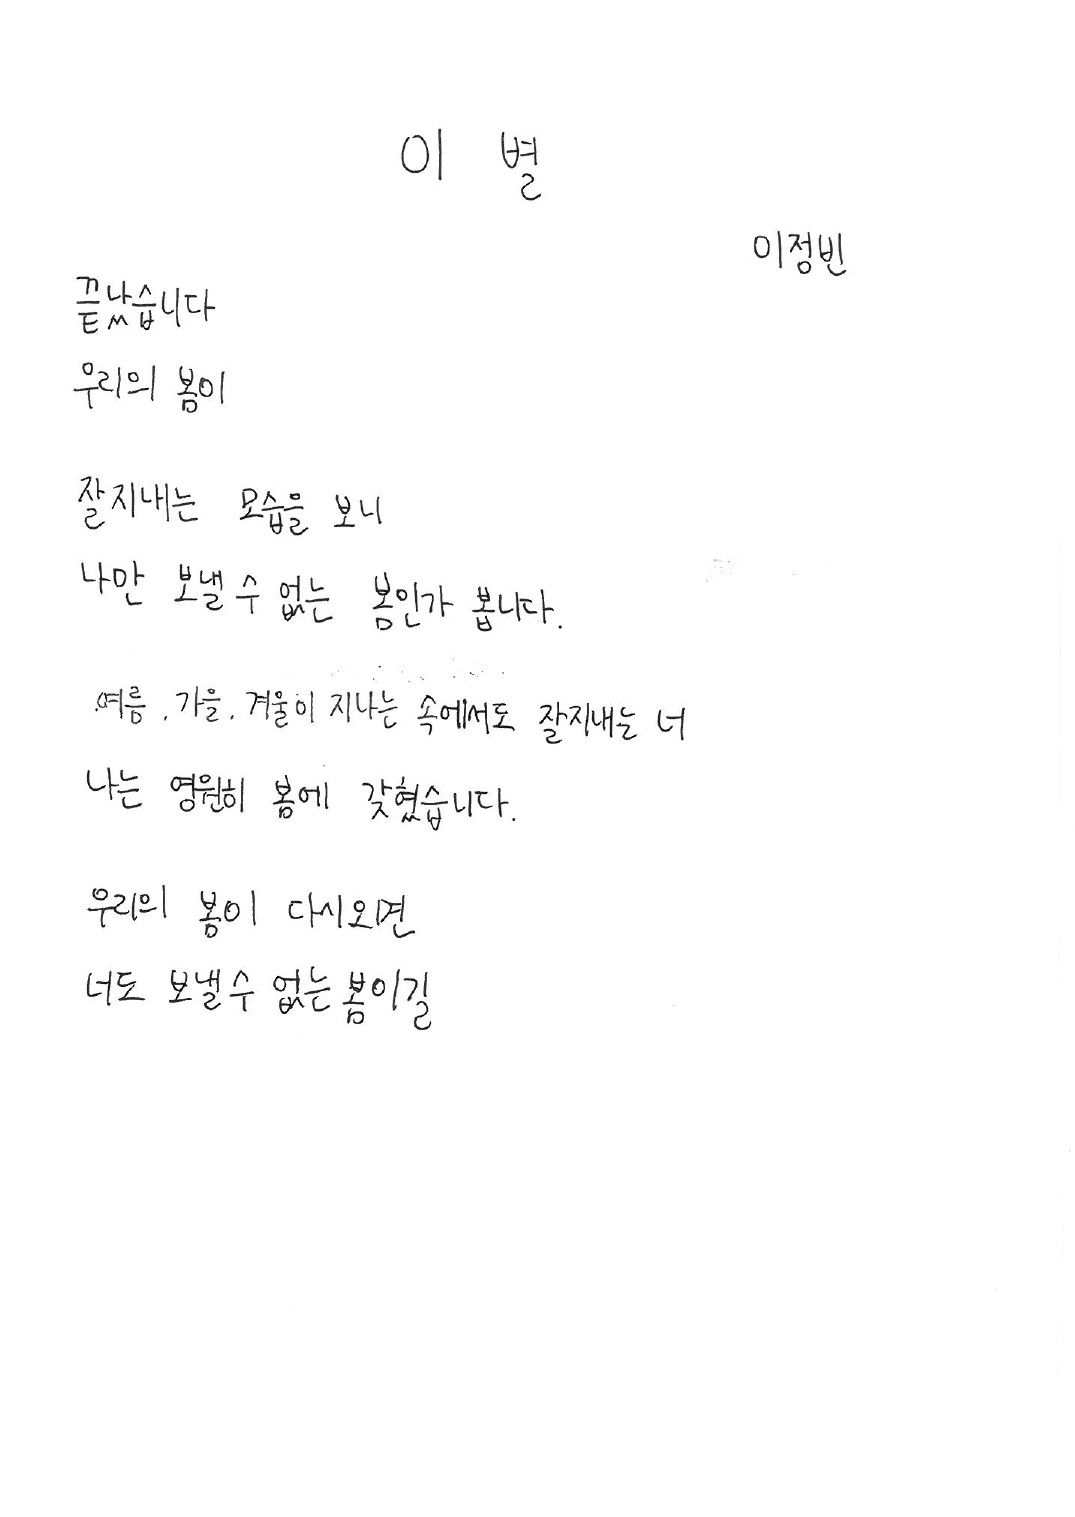 이 별
이정빈
끝났습니다
우리의 봄이
잘지내는 모습을 보니
나만 보낼 수 없는 봄인가 봅니다.
여름, 가을, 겨울이 지나는 속에서도 잘지내는 너
나는 영원히 봄에 갖혔습니다.
우리의 봄이 다시오면
너도 보낼수 없는 봄이길